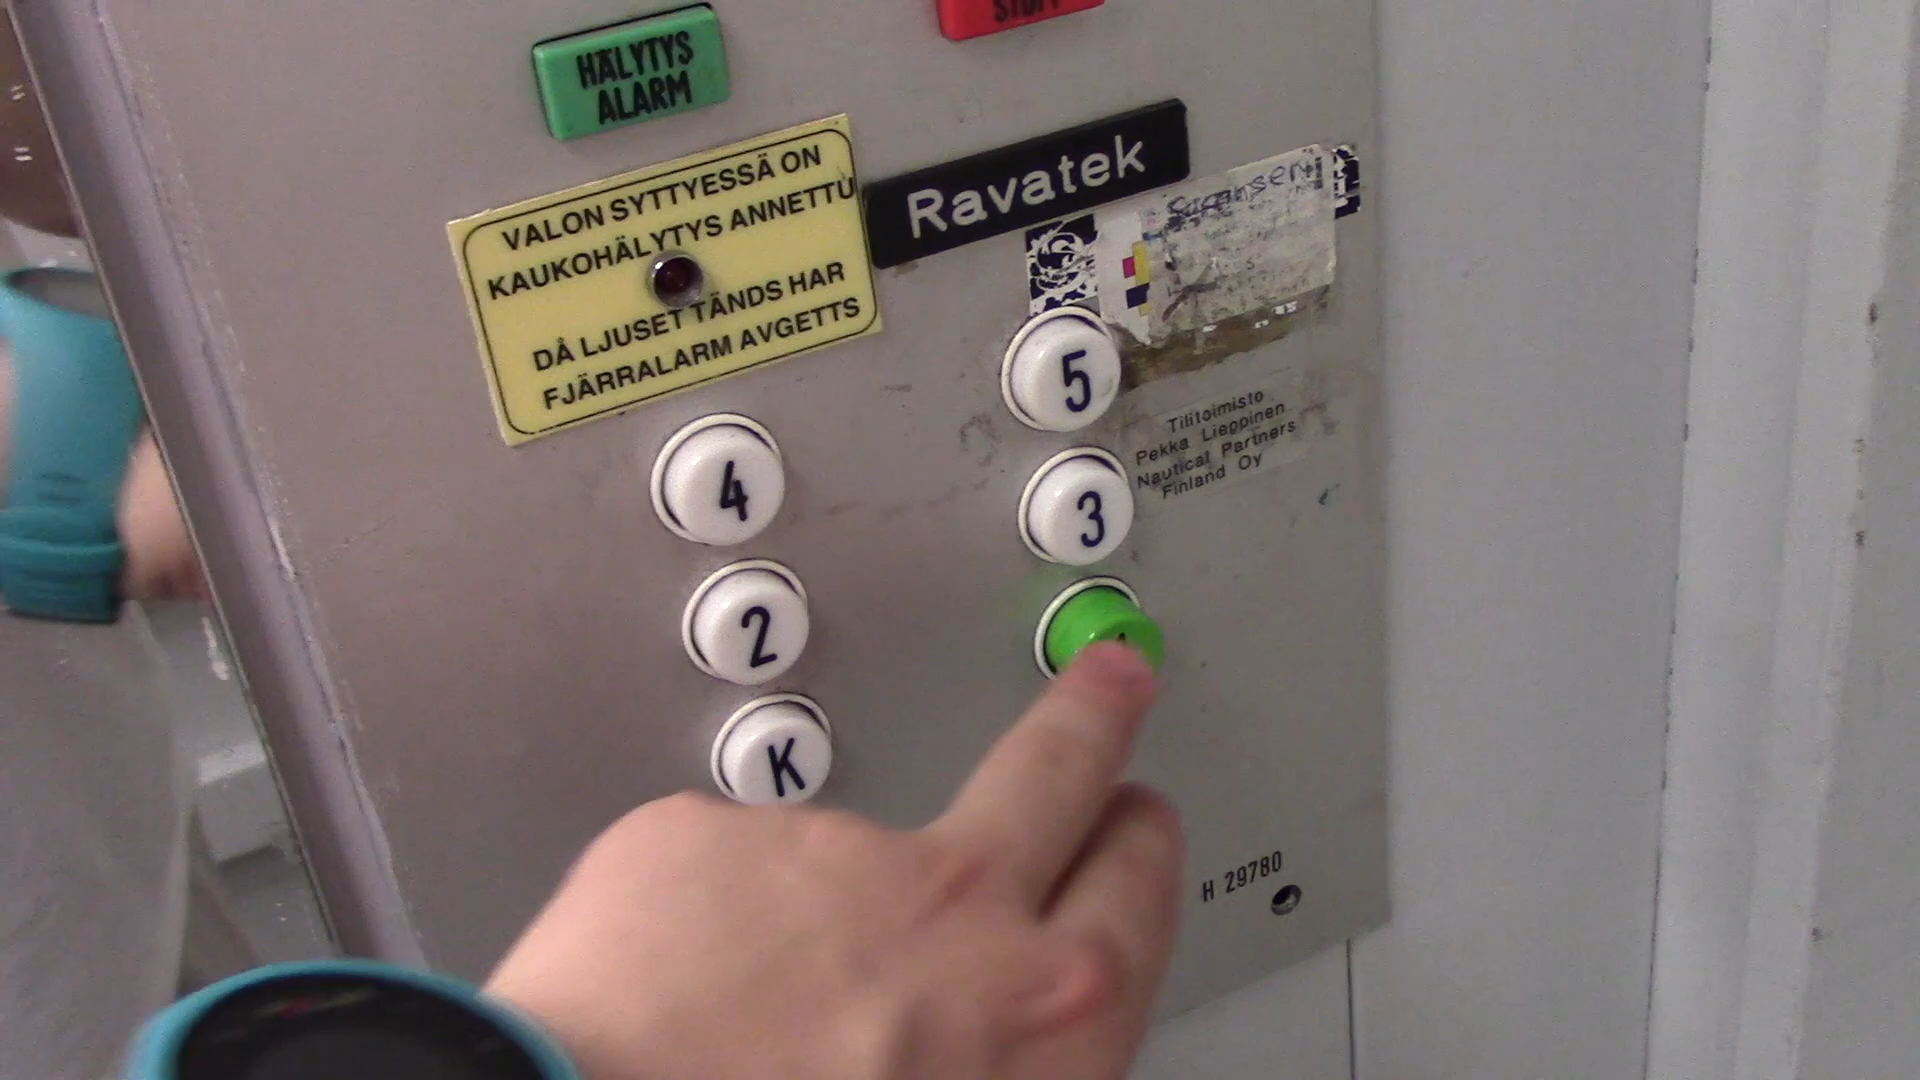 HÄLYTYS
ALARM
VALON SYTTYESSÄ ON
KAUKOHÄLYTYS ANNETTU
DÅ LJUSET TÄNDS HAR
FJÄRRALARM AVGETTS
Ravatek
5
Tilitoimisto
Pekka Lieppinen
Nautical Partners
Finland Oy
4
3
2
K
H 29780